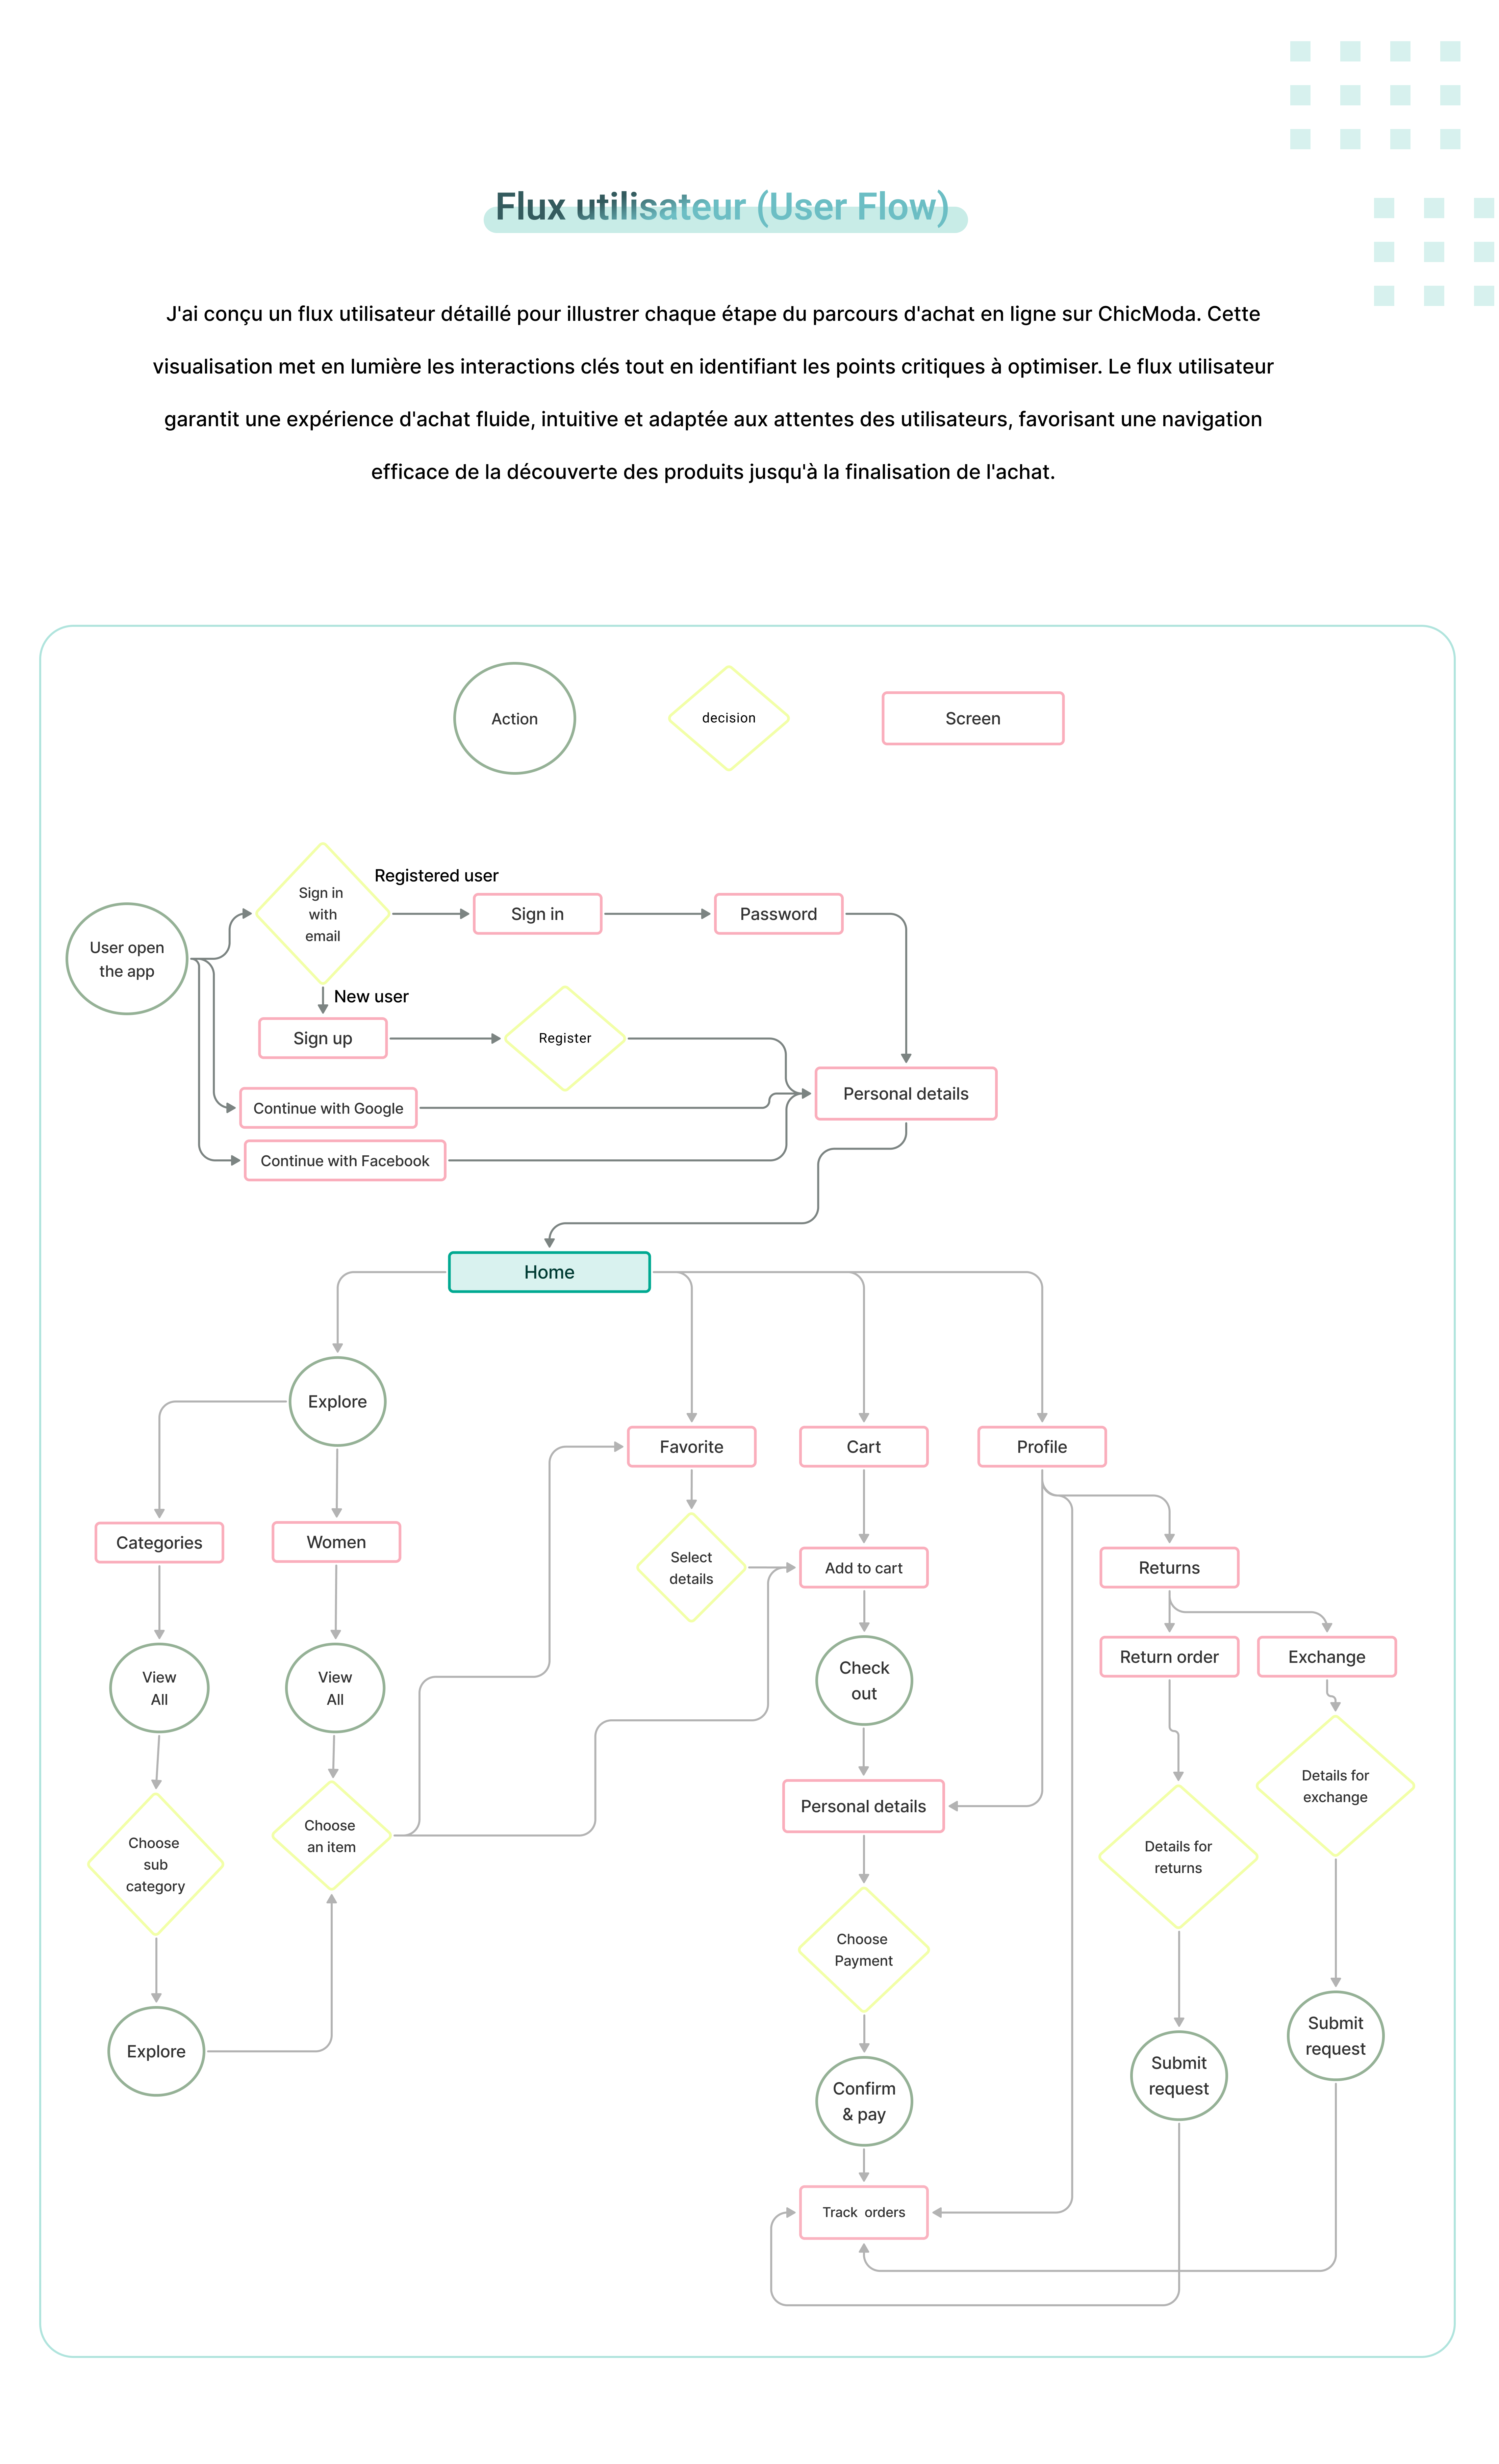 Flux utilisateur (User Flow)
J'ai conçu un flux utilisateur détaillé pour illustrer chaque étape du parcours d'achat en ligne sur ChicModa. Cette
visualisation met en lumière les interactions clés tout en identifiant les points critiques à optimiser. Le flux utilisateur
garantit une expérience d'achat fluide, intuitive et adaptée aux attentes des utilisateurs, favorisant une navigation
efficace de la découverte des produits jusqu'à la finalisation de l'achat.
Action
decision
Screen
User open
the app
Sign in
with
email
Registered user
Sign in
Password
New user
Sign up
Register
Continue with Google
Continue with Facebook
Personal details
Home
Explore
Favorite
Cart
Profile
Categories
Women
Select
details
Add to cart
Returns
View
All
View
All
Check
out
Return order
Exchange
Choose
sub
category
Choose
an item
Personal details
Details for
returns
Details for
exchange
Choose
Payment
Explore
Confirm
& pay
Submit
request
Submit
request
Track orders